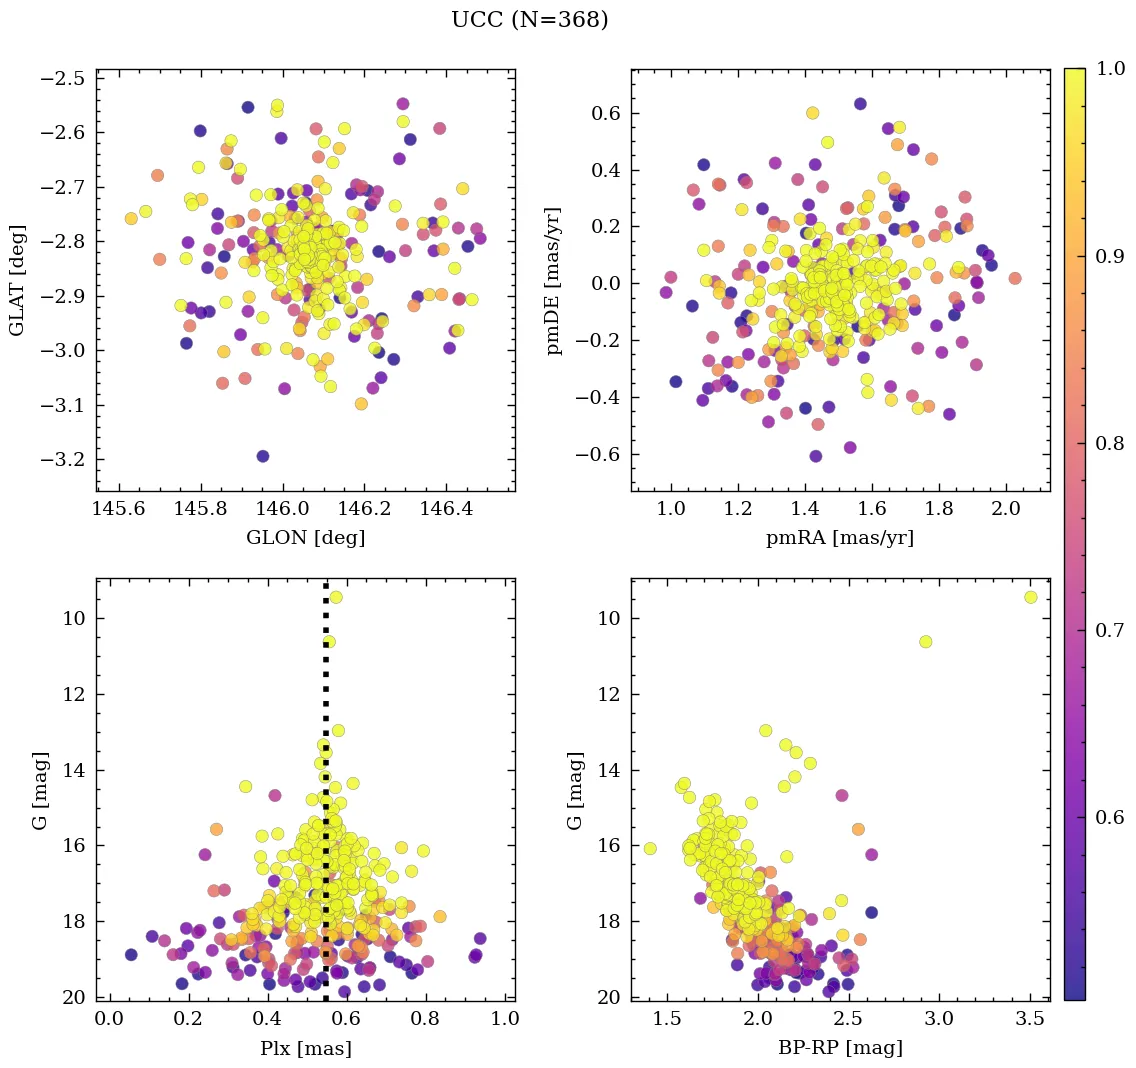 UCC (N=368)
−2.5
−2.6
−2.7
−2.8
−2.9
−3.0
−3.1
−3.2
GLAT [deg]
145.6 145.8 146.0 146.2 146.4
GLON [deg]
0.6
0.4
0.2
0.0
−0.2
−0.4
−0.6
pmDE [mas/yr]
1.0 1.2 1.4 1.6 1.8 2.0
pmRA [mas/yr]
10
12
14
16
18
20
G [mag]
0.0 0.2 0.4 0.6 0.8 1.0
Plx [mas]
10
12
14
16
18
20
G [mag]
1.5 2.0 2.5 3.0 3.5
BP-RP [mag]
1.0
0.9
0.8
0.7
0.6